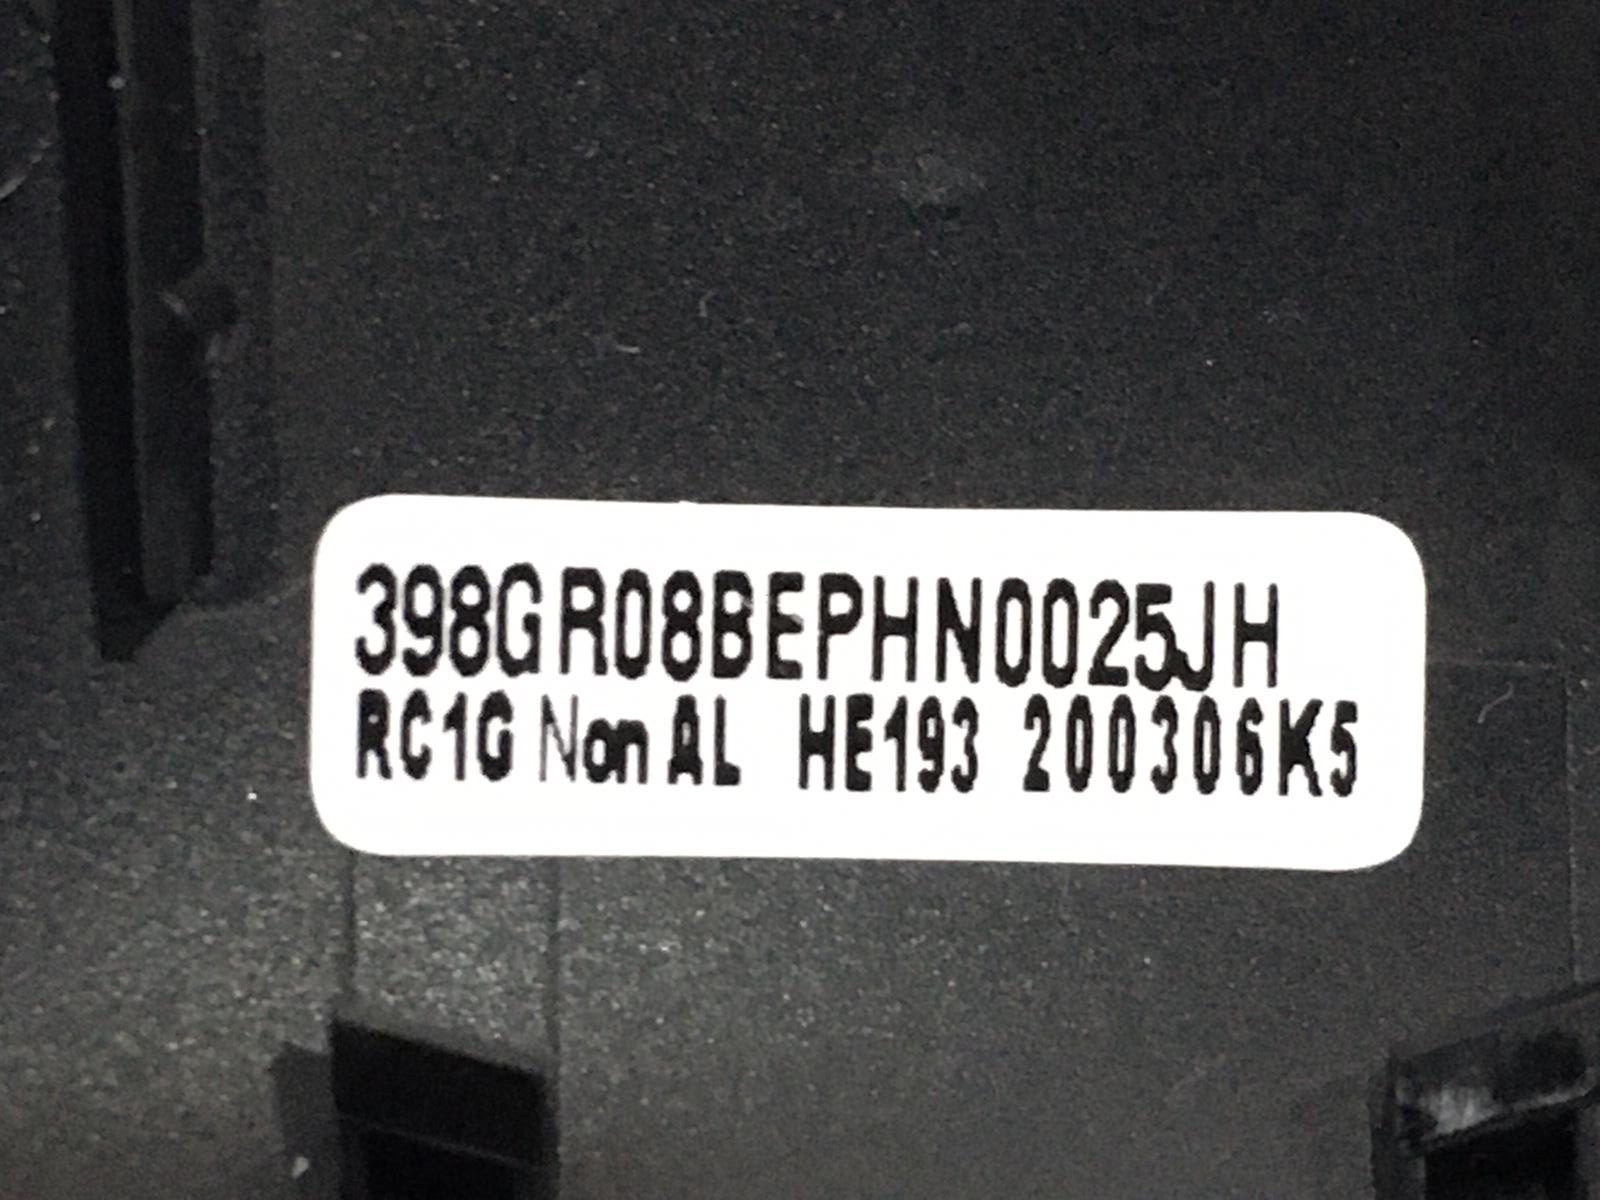 398GR08BEPHN0025JH
RC1G Non AL HE193 200306K5